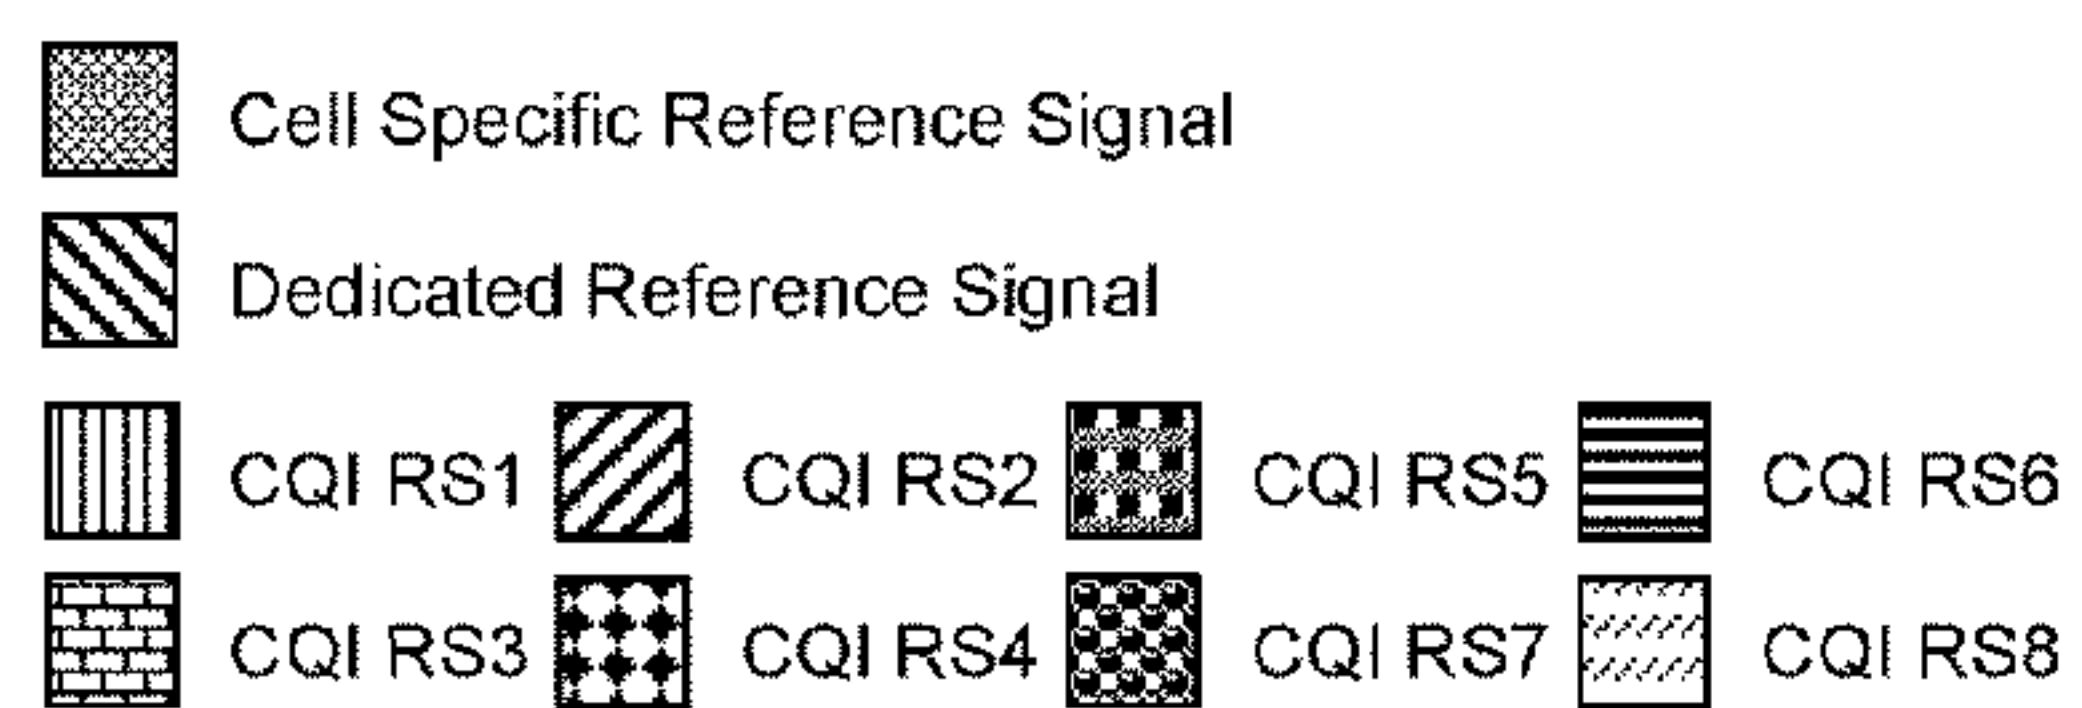 Cell Specific Reference Signal
Dedicated Reference Signal
CQI RS1 CQI RS2 CQI RS5 CQI RS6
CQI RS3 CQI RS4 CQI RS7 CQI RS8